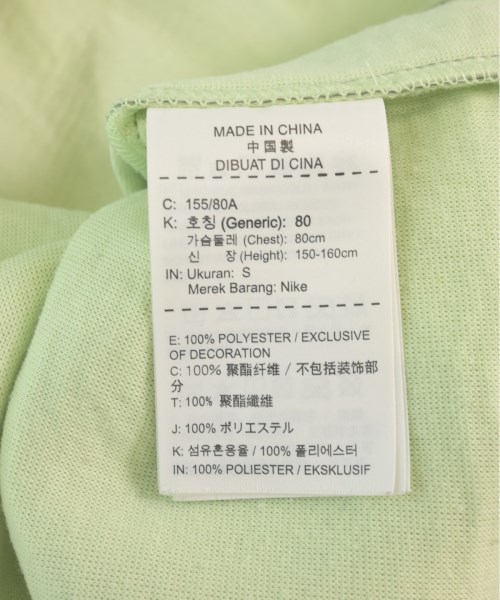 MADE IN CHINA
中国製
DIBUAT DI CINA
C: 155/80A
K: 호칭 (Generic): 80
가슴둘레 (Chest): 80cm
신 장 (Height): 150-160cm
IN: Ukuran: S
Merek Barang: Nike
E: 100% POLYESTER / EXCLUSIVE
OF DECORATION
C: 100% 聚酯纤维 / 不包括装饰部
分
T: 100% 聚酯纖維
J: 100% ポリエステル
K: 섬유혼용율 / 100% 폴리에스터
IN: 100% POLIESTER / EKSKLUSIF